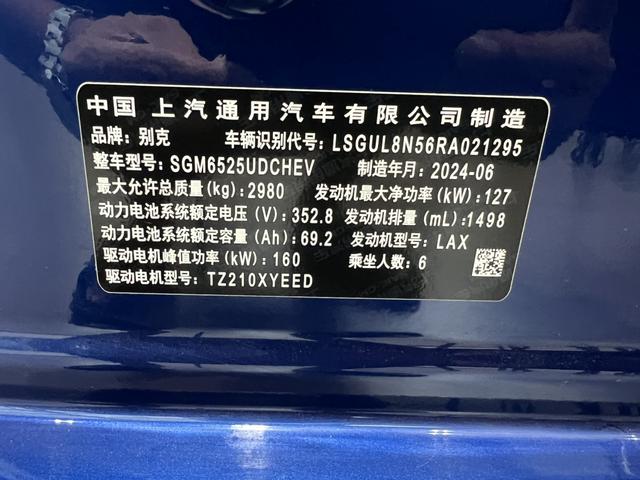 中国 上汽通用汽车有限公司制造
品牌: 别克 车辆识别代号: LSGUL8N56RA021295
整车型号: SGM6525UDCHEV 制造年月: 2024-06
最大允许总质量(kg): 2980 发动机最大净功率(kW): 127
动力电池系统额定电压(V): 352.8 发动机排量(mL): 1498
动力电池系统额定容量(Ah): 69.2 发动机型号: LAX
驱动电机峰值功率(kW): 160 乘坐人数: 6
驱动电机型号: TZ210XYEED